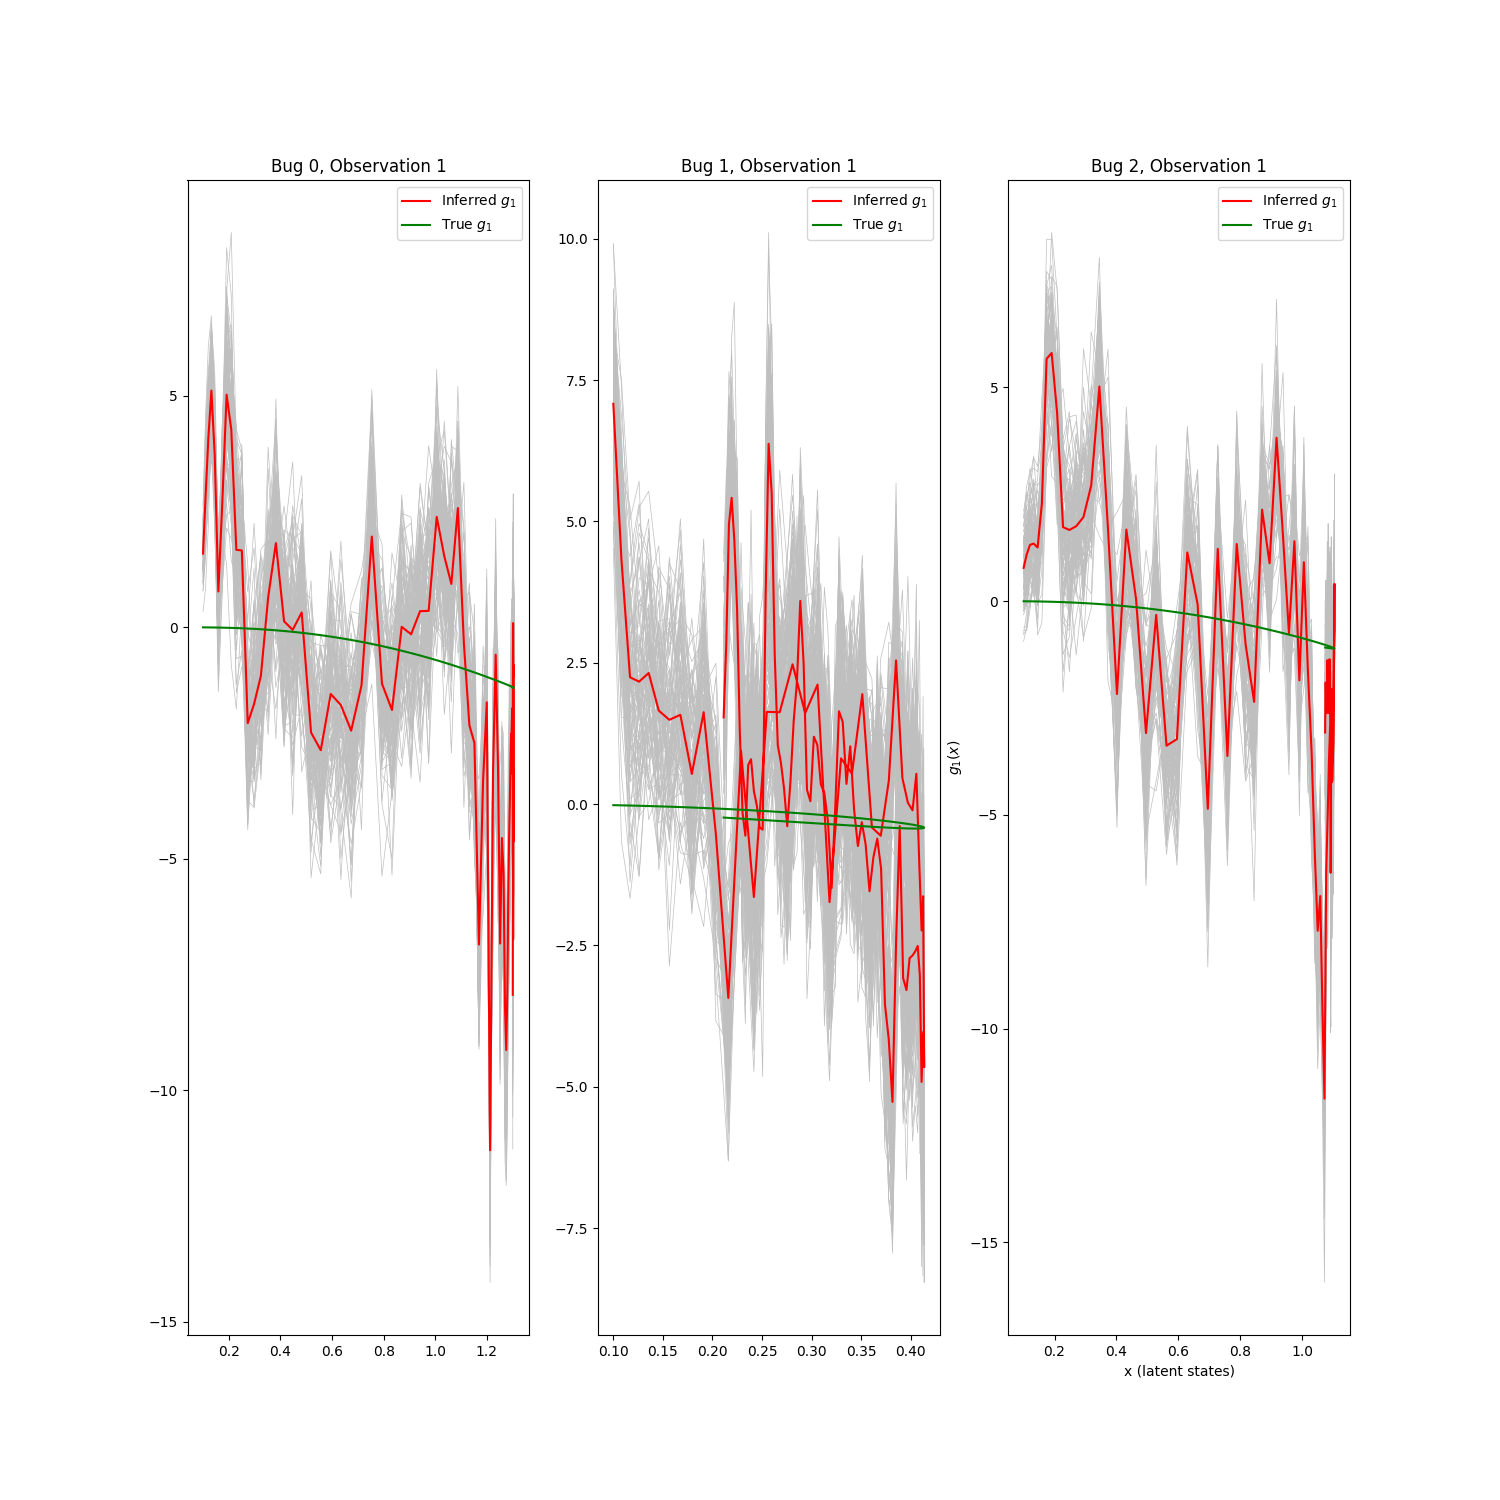 Bug 0, Observation 1
Inferred g₁
True g₁
5
0
−5
−10
−15
0.2 0.4 0.6 0.8 1.0 1.2
Bug 1, Observation 1
Inferred g₁
True g₁
10.0
7.5
5.0
2.5
0.0
−2.5
−5.0
−7.5
0.10 0.15 0.20 0.25 0.30 0.35 0.40
Bug 2, Observation 1
Inferred g₁
True g₁
g₁(x)
5
0
−5
−10
−15
0.2 0.4 0.6 0.8 1.0
x (latent states)